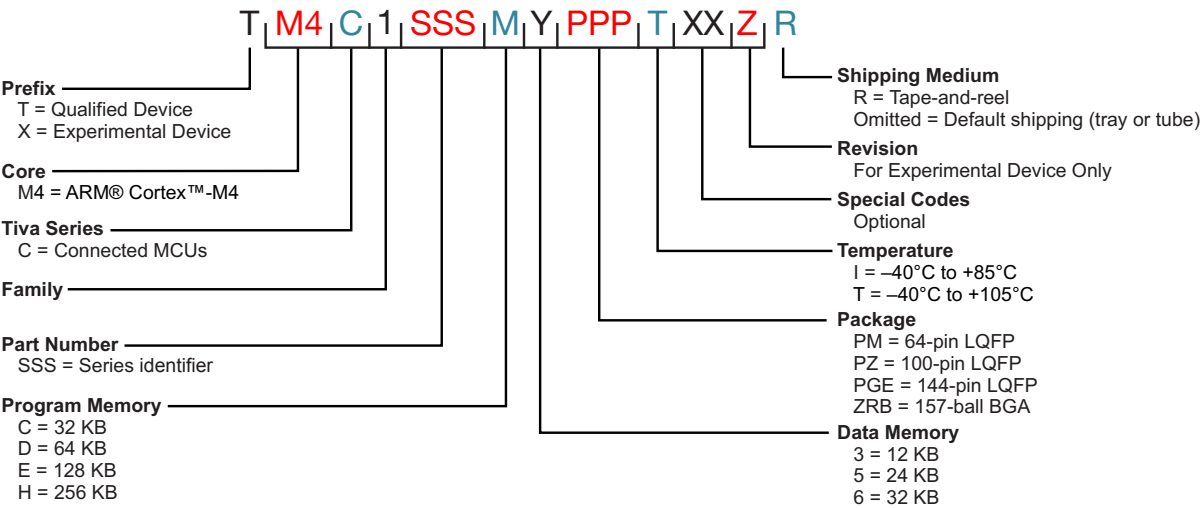 T M4 C 1 SSS M Y PPP T XX Z R
Prefix
T = Qualified Device
X = Experimental Device
Core
M4 = ARM® Cortex™-M4
Tiva Series
C = Connected MCUs
Family
Part Number
SSS = Series identifier
Program Memory
C = 32 KB
D = 64 KB
E = 128 KB
H = 256 KB
Shipping Medium
R = Tape-and-reel
Omitted = Default shipping (tray or tube)
Revision
For Experimental Device Only
Special Codes
Optional
Temperature
I = –40°C to +85°C
T = –40°C to +105°C
Package
PM = 64-pin LQFP
PZ = 100-pin LQFP
PGE = 144-pin LQFP
ZRB = 157-ball BGA
Data Memory
3 = 12 KB
5 = 24 KB
6 = 32 KB